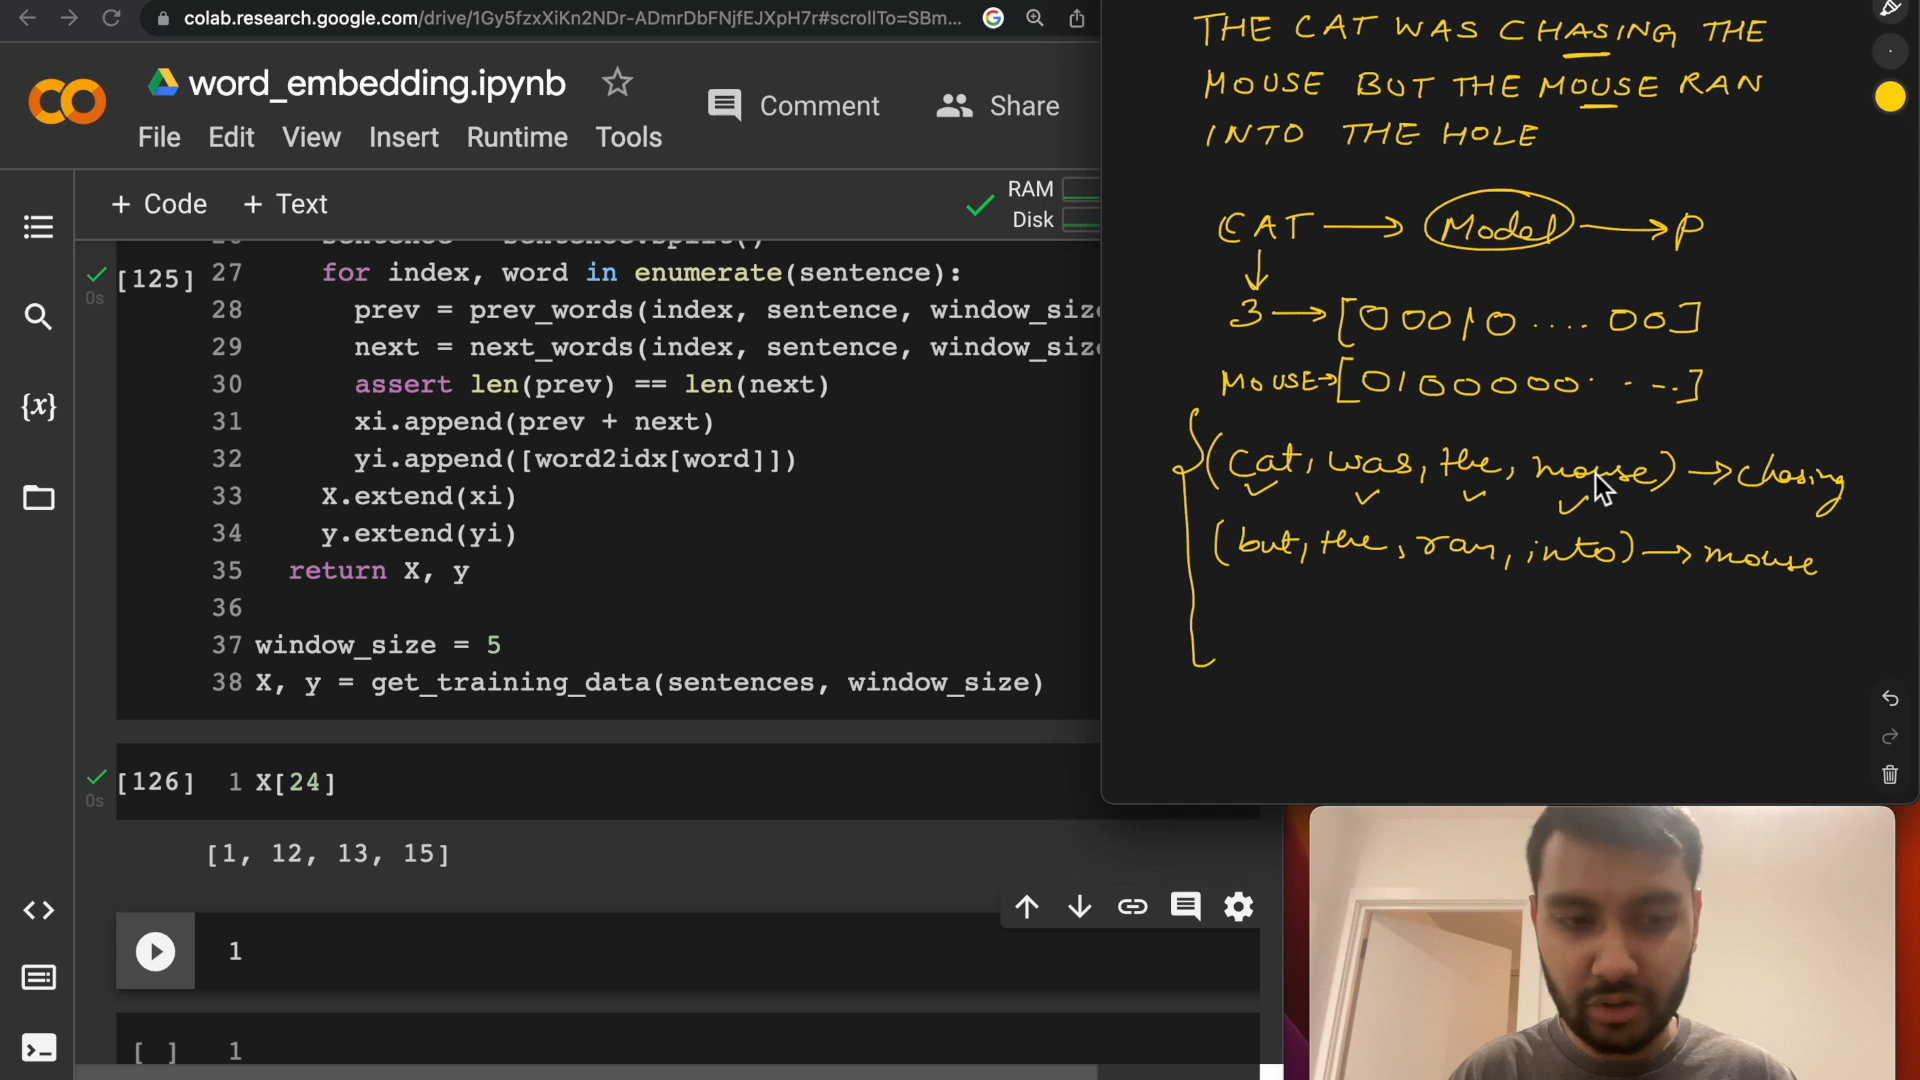 colab.research.google.com/drive/1Gy5fzxXiKn2NDr-ADmrDbFNjfEJXpH7r#scrollTo=SBm...
word_embedding.ipynb
Comment
Share
File Edit View Insert Runtime Tools
+ Code + Text
RAM
Disk
[125]
0s
27 for index, word in enumerate(sentence):
28 prev = prev_words(index, sentence, window_size
29 next = next_words(index, sentence, window_size
30 assert len(prev) == len(next)
31 xi.append(prev + next)
32 yi.append([word2idx[word]])
33 X.extend(xi)
34 y.extend(yi)
35 return X, y
36
37 window_size = 5
38 X, y = get_training_data(sentences, window_size)
[126] 1 X[24]
0s
[1, 12, 13, 15]
1
[ ] 1
THE CAT WAS CHASING THE
MOUSE BUT THE MOUSE RAN
INTO THE HOLE
CAT → Model → P
↓
3 → [0 0 0 1 0 .... 0 0]
MOUSE → [0 1 0 0 0 0 0 . . - - .]
(cat, was, the, mouse) → chasing
(but, the, ran, into) → mouse